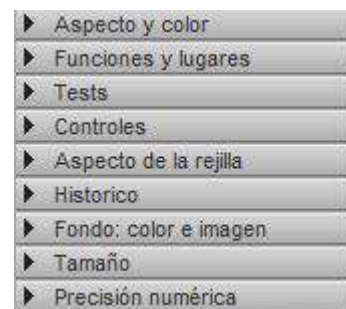 Aspecto y color
Funciones y lugares
Tests
Controles
Aspecto de la rejilla
Historico
Fondo: color e imagen
Tamaño
Precisión numérica